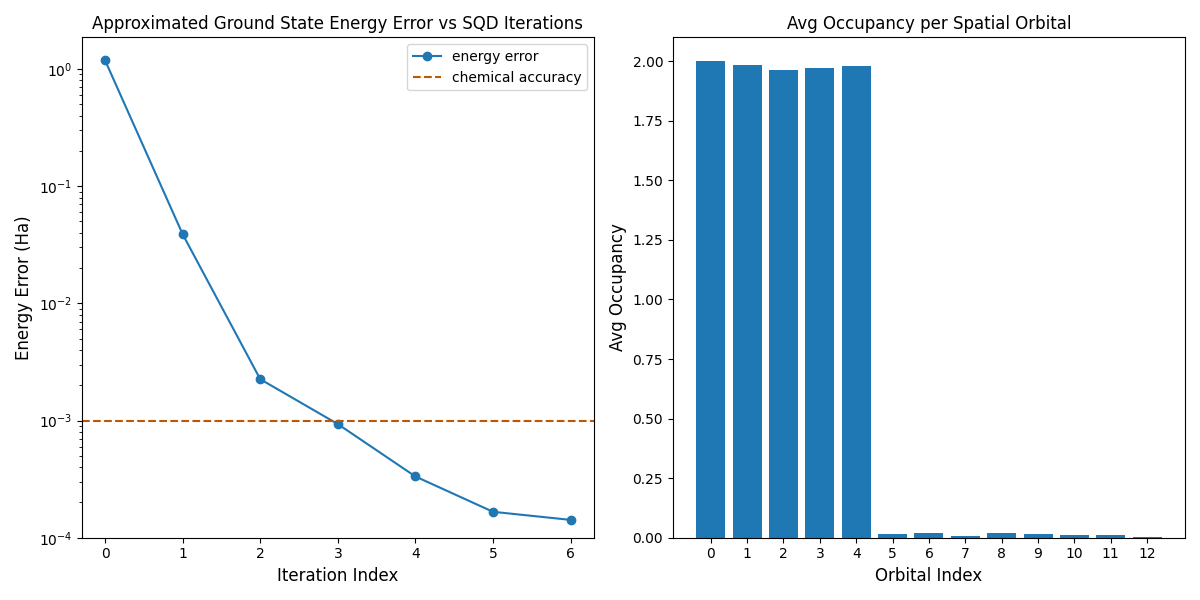 Approximated Ground State Energy Error vs SQD Iterations
energy error
chemical accuracy
10⁰
10⁻¹
10⁻²
10⁻³
10⁻⁴
Energy Error (Ha)
0 1 2 3 4 5 6
Iteration Index
Avg Occupancy per Spatial Orbital
2.00
1.75
1.50
1.25
1.00
0.75
0.50
0.25
0.00
Avg Occupancy
0 1 2 3 4 5 6 7 8 9 10 11 12
Orbital Index